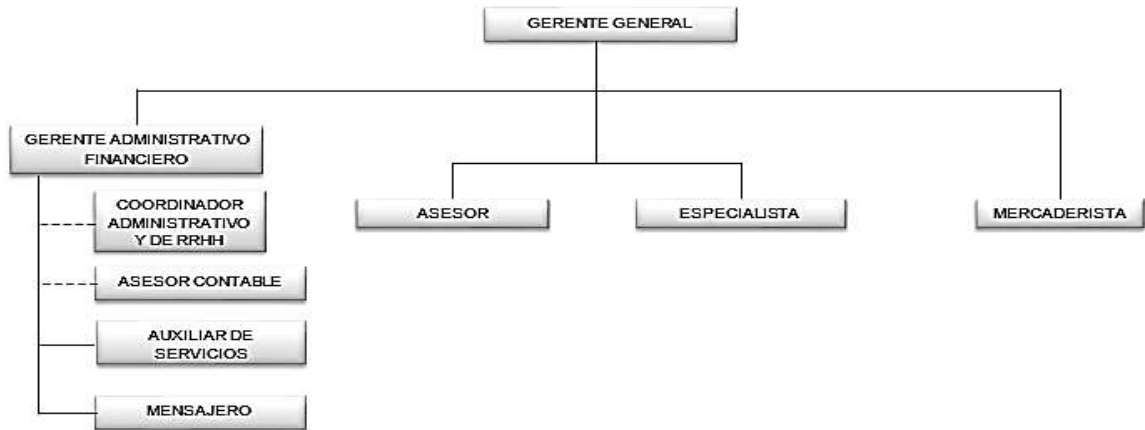 GERENTE GENERAL
GERENTE ADMINISTRATIVO
FINANCIERO
COORDINADOR
ADMINISTRATIVO
Y DE RRHH
ASESOR CONTABLE
AUXILIAR DE
SERVICIOS
MENSAJERO
ASESOR
ESPECIALISTA
MERCADERISTA